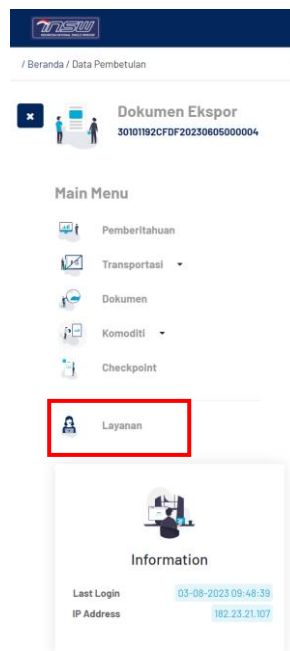 INSW
/ Beranda / Data Pembetulan
×
Dokumen Ekspor
30101192CFDF20230605000004
Main Menu
Pemberitahuan
Transportasi
Dokumen
Komoditi
Checkpoint
Layanan
Information
Last Login 03-08-2023 09:48:39
IP Address 182.23.21.107